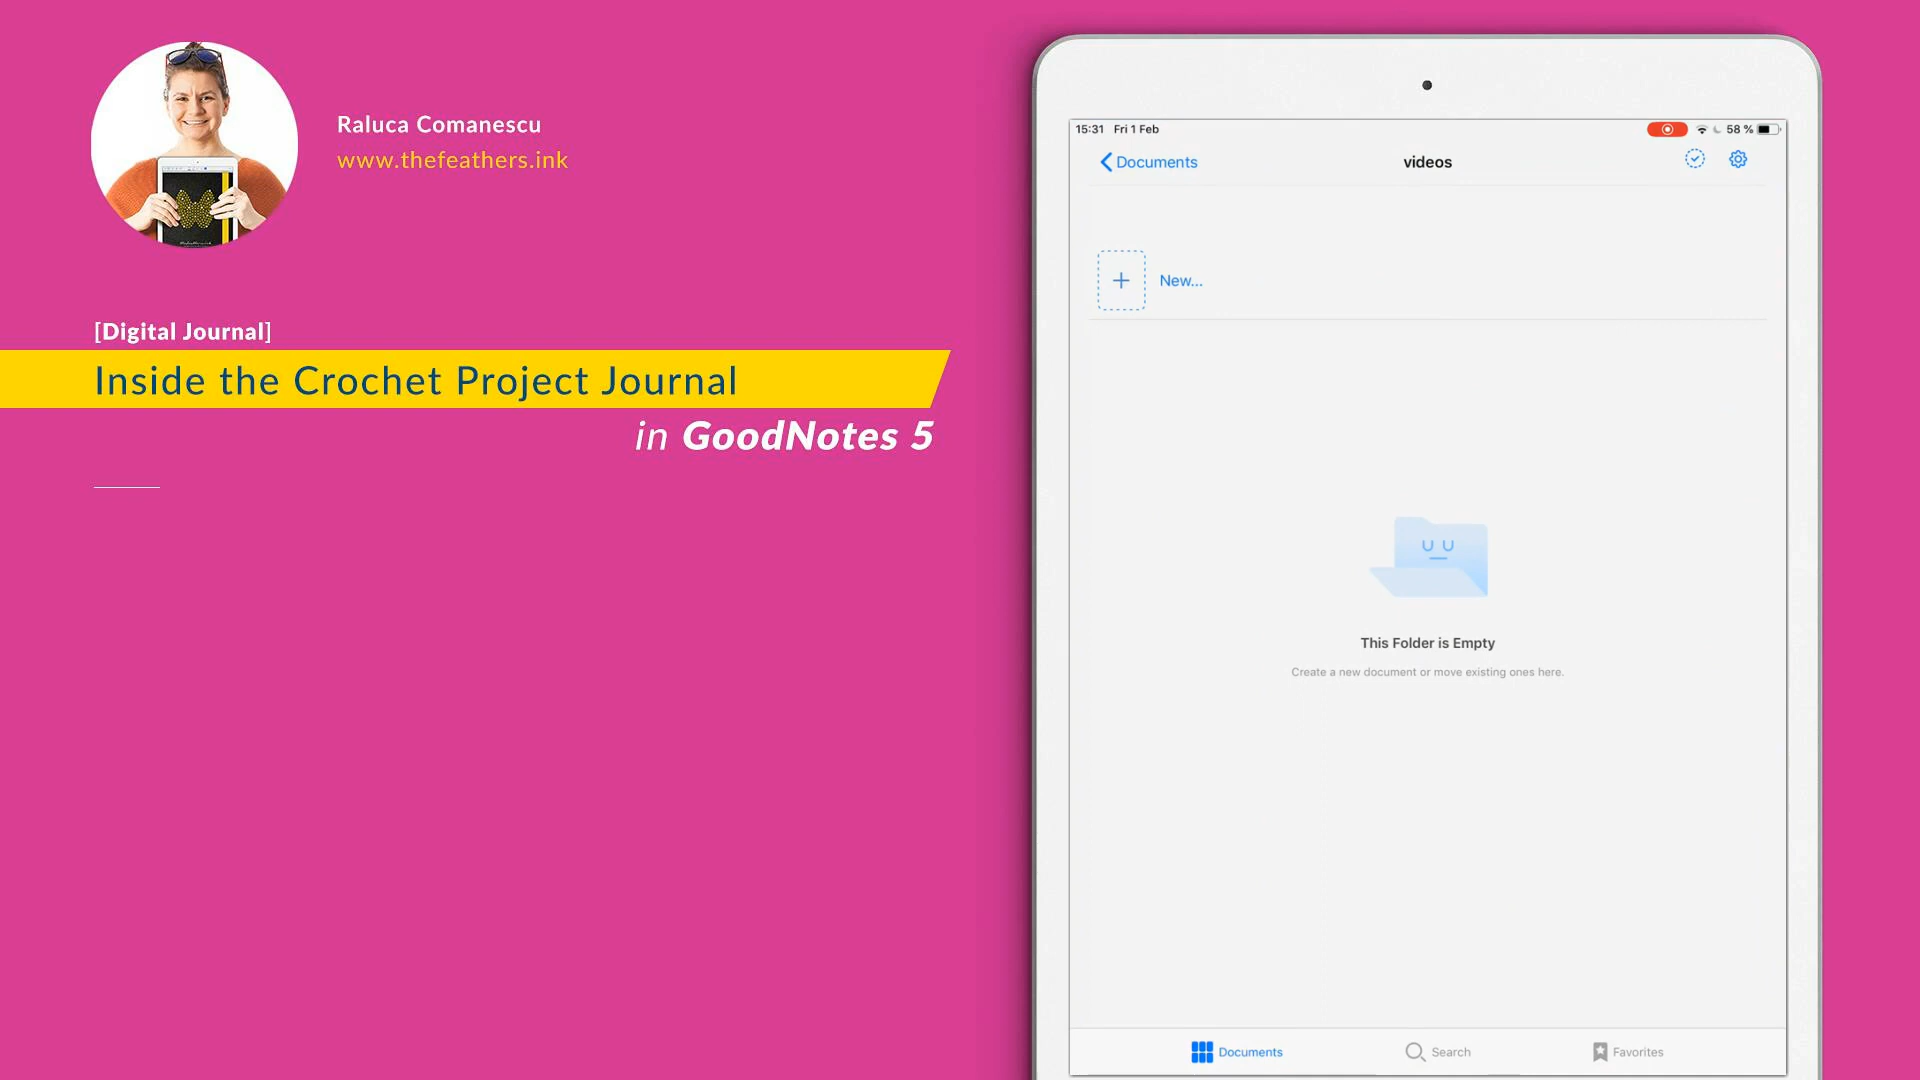 Raluca Comanescu
www.thefeathers.ink
[Digital Journal]
Inside the Crochet Project Journal
in GoodNotes 5
15:31 Fri 1 Feb
58 %
Documents
videos
New...
This Folder is Empty
Create a new document or move existing ones here.
Documents
Search
Favorites